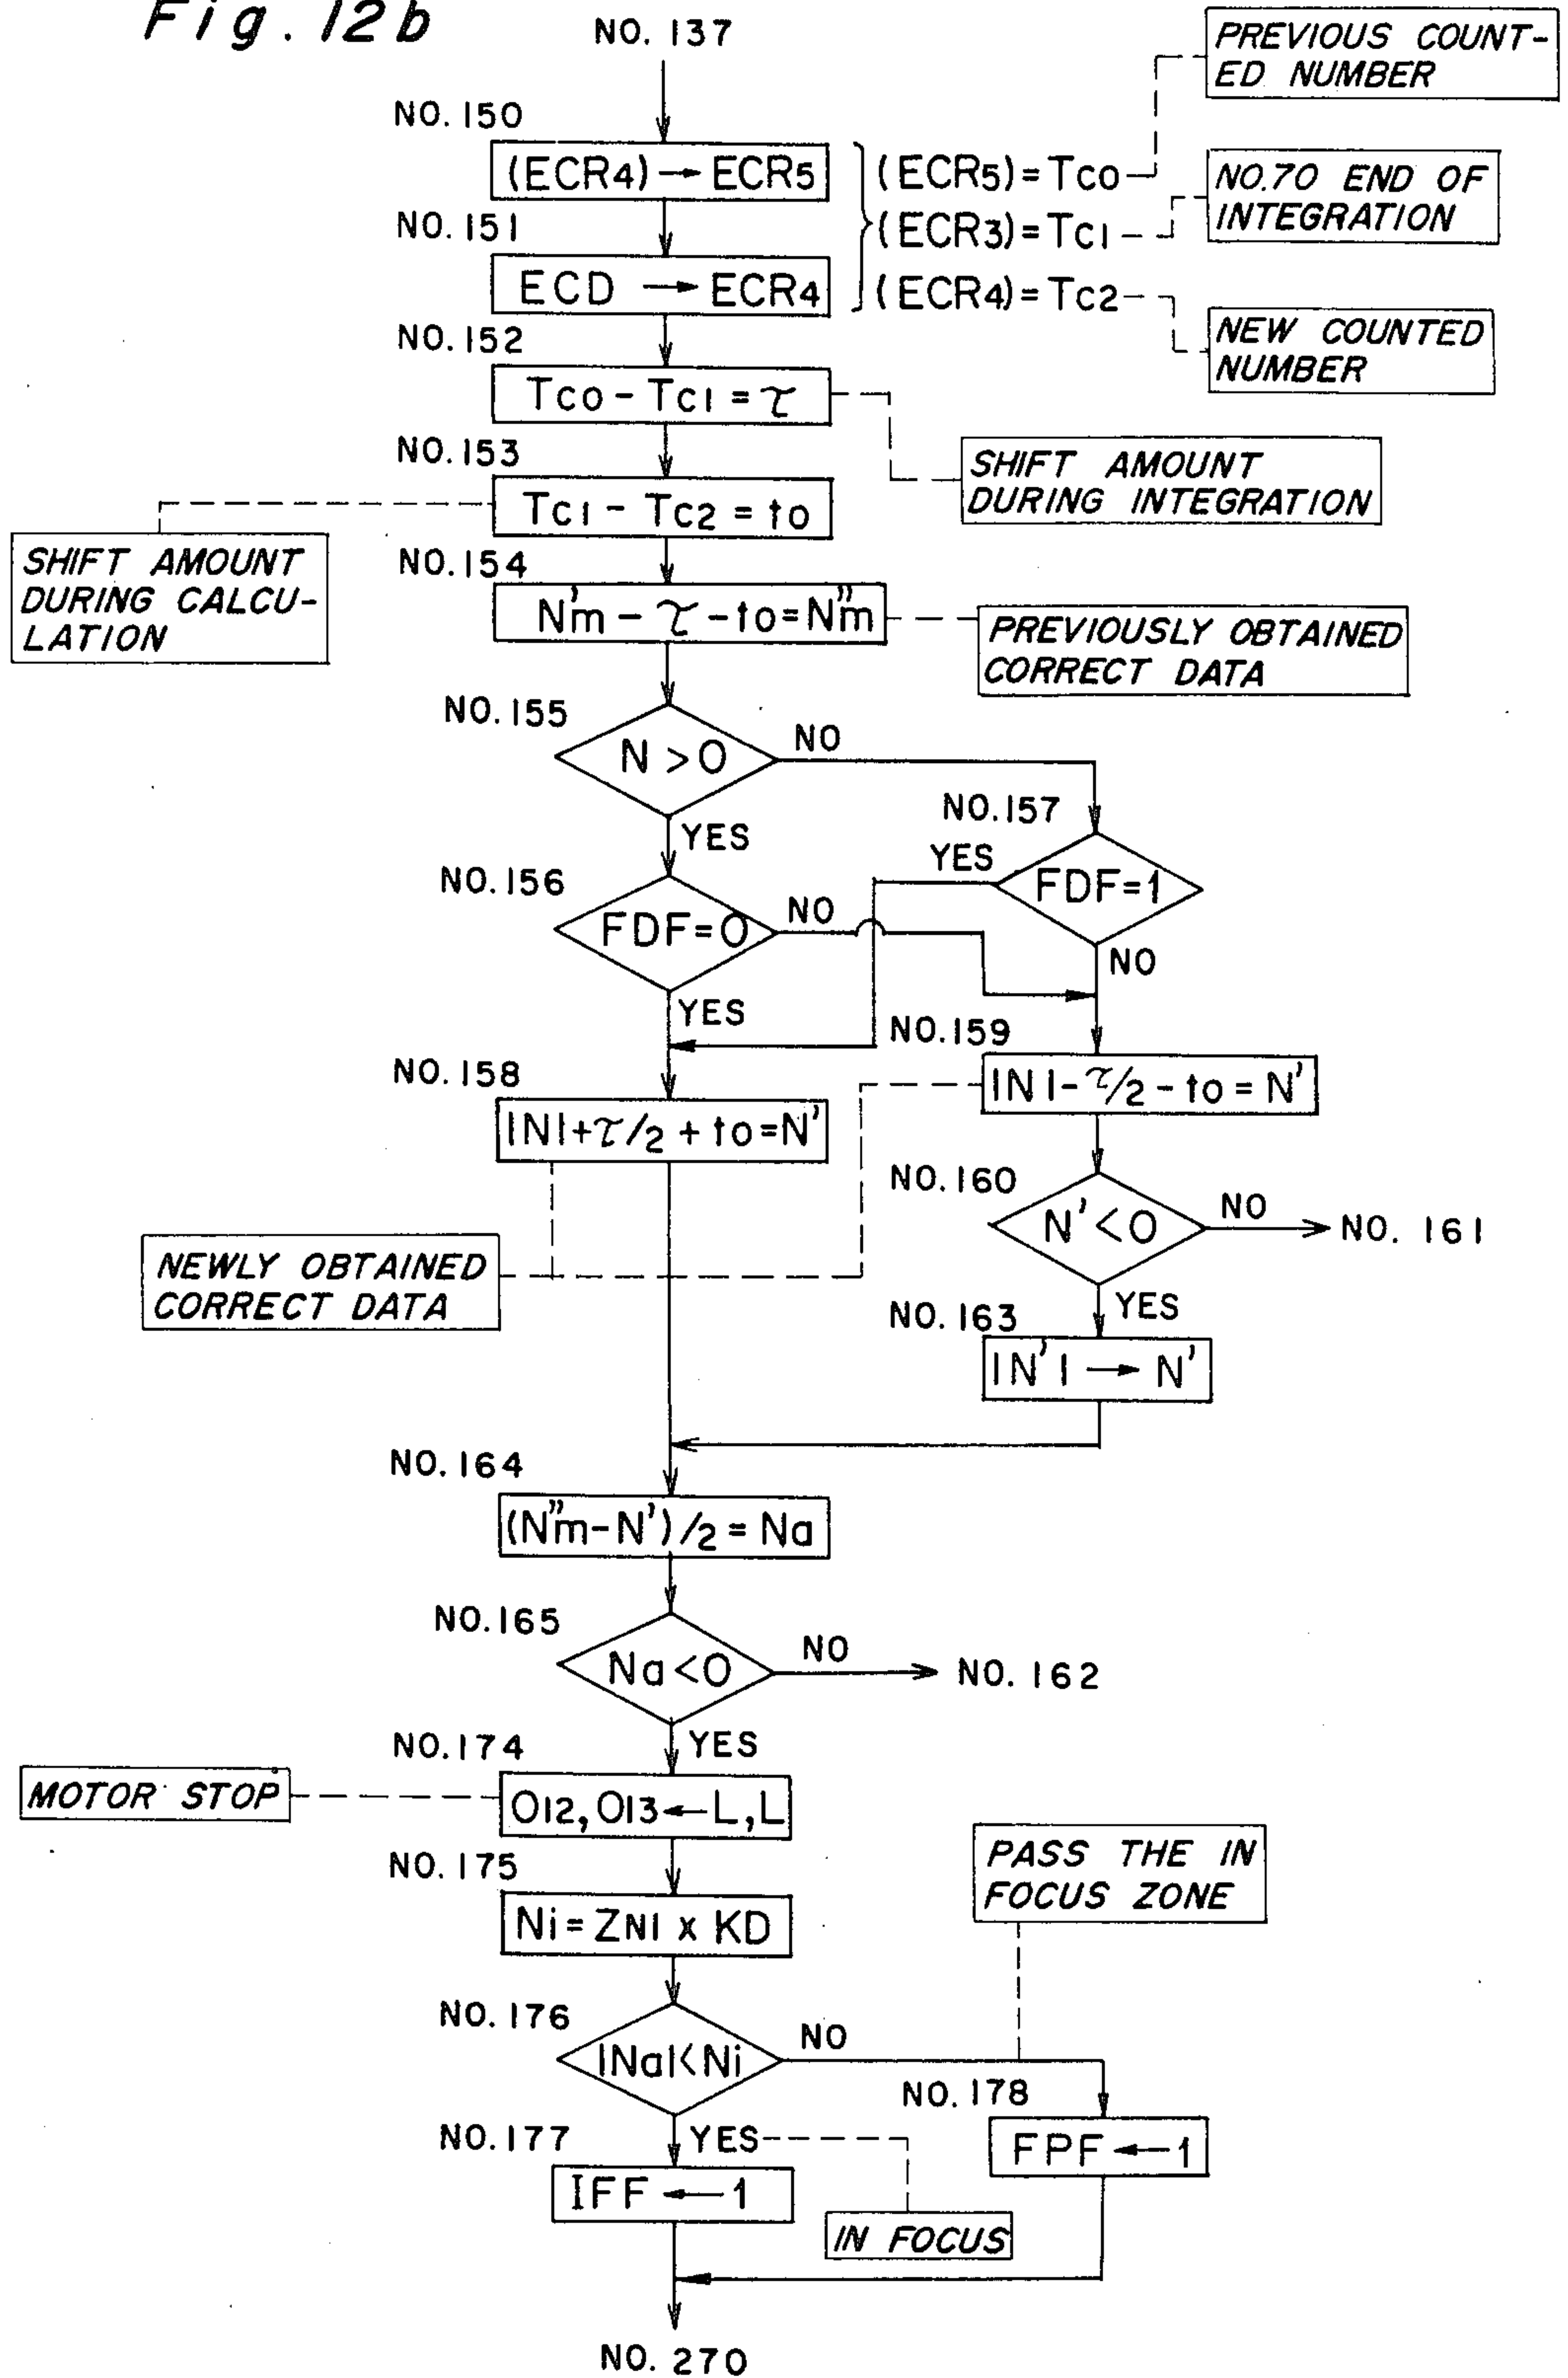 Fig. 12b
NO. 137
PREVIOUS COUNT-
ED NUMBER
NO. 150
(ECR4) → ECR5
(ECR5) = Tc0
NO. 70 END OF
INTEGRATION
NO. 151
(ECR3) = Tc1
ECD → ECR4
(ECR4) = Tc2
NEW COUNTED
NUMBER
NO. 152
Tc0 - Tc1 = τ
SHIFT AMOUNT
DURING INTEGRATION
NO. 153
Tc1 - Tc2 = to
SHIFT AMOUNT
DURING CALCU-
LATION
NO. 154
N'm - τ - to = N"m
PREVIOUSLY OBTAINED
CORRECT DATA
NO. 155
N > 0
NO
YES
NO. 157
FDF=1
YES
NO
NO. 156
FDF=0
NO
YES
NO. 159
|N| - τ/2 - to = N'
NO. 158
|N| + τ/2 + to = N'
NO. 160
N' < 0
NO
NO. 161
YES
NEWLY OBTAINED
CORRECT DATA
NO. 163
|N'| → N'
NO. 164
(N"m - N')/2 = Na
NO. 165
Na < 0
NO
NO. 162
YES
NO. 174
MOTOR STOP
O12, O13 ← L, L
NO. 175
Ni = ZN1 x KD
PASS THE IN
FOCUS ZONE
NO. 176
|Na| < Ni
NO
NO. 178
FPF ← 1
NO. 177
YES
IFF ← 1
IN FOCUS
NO. 270